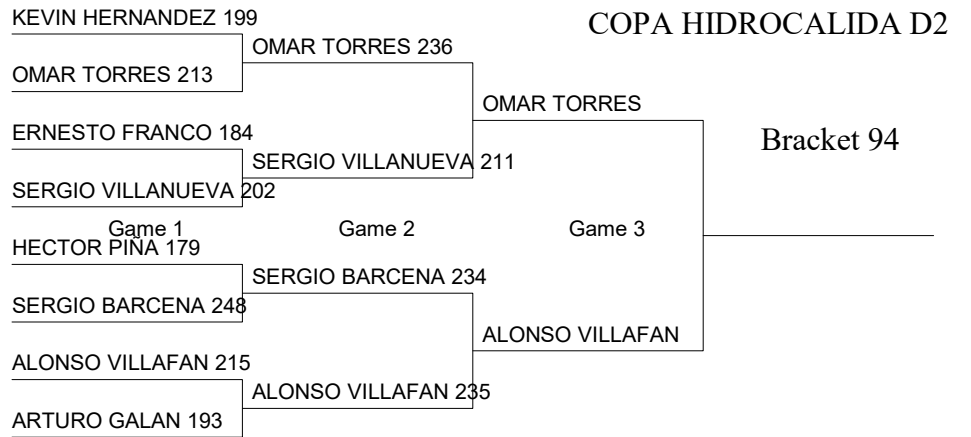 KEVIN HERNANDEZ 199
COPA HIDROCALIDA D2
OMAR TORRES 236
OMAR TORRES 213
OMAR TORRES
ERNESTO FRANCO 184
Bracket 94
SERGIO VILLANUEVA 211
SERGIO VILLANUEVA 202
Game 1
Game 2
Game 3
HECTOR PIÑA 179
SERGIO BARCENA 234
SERGIO BARCENA 248
ALONSO VILLAFAN
ALONSO VILLAFAN 215
ALONSO VILLAFAN 235
ARTURO GALAN 193